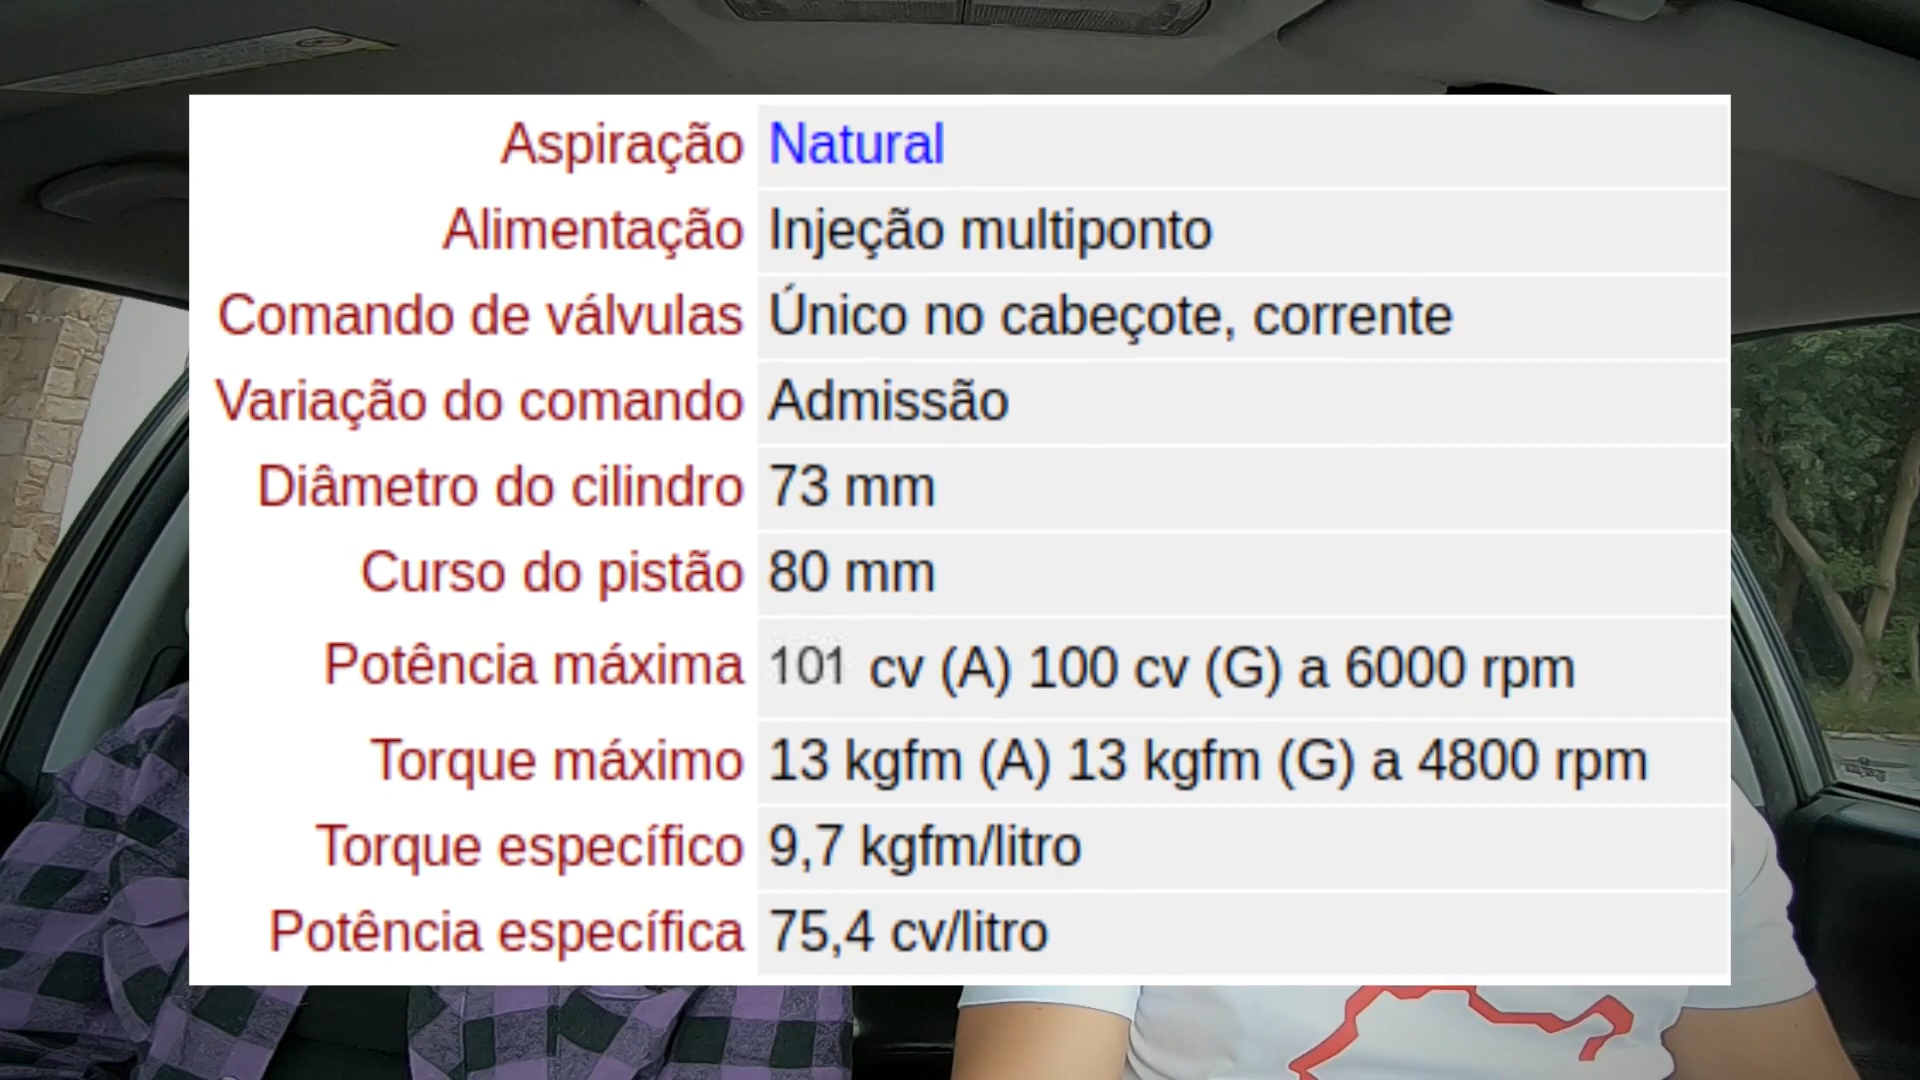 Aspiração Natural
Alimentação Injeção multiponto
Comando de válvulas Único no cabeçote, corrente
Variação do comando Admissão
Diâmetro do cilindro 73 mm
Curso do pistão 80 mm
Potência máxima 101 cv (A) 100 cv (G) a 6000 rpm
Torque máximo 13 kgfm (A) 13 kgfm (G) a 4800 rpm
Torque específico 9,7 kgfm/litro
Potência específica 75,4 cv/litro